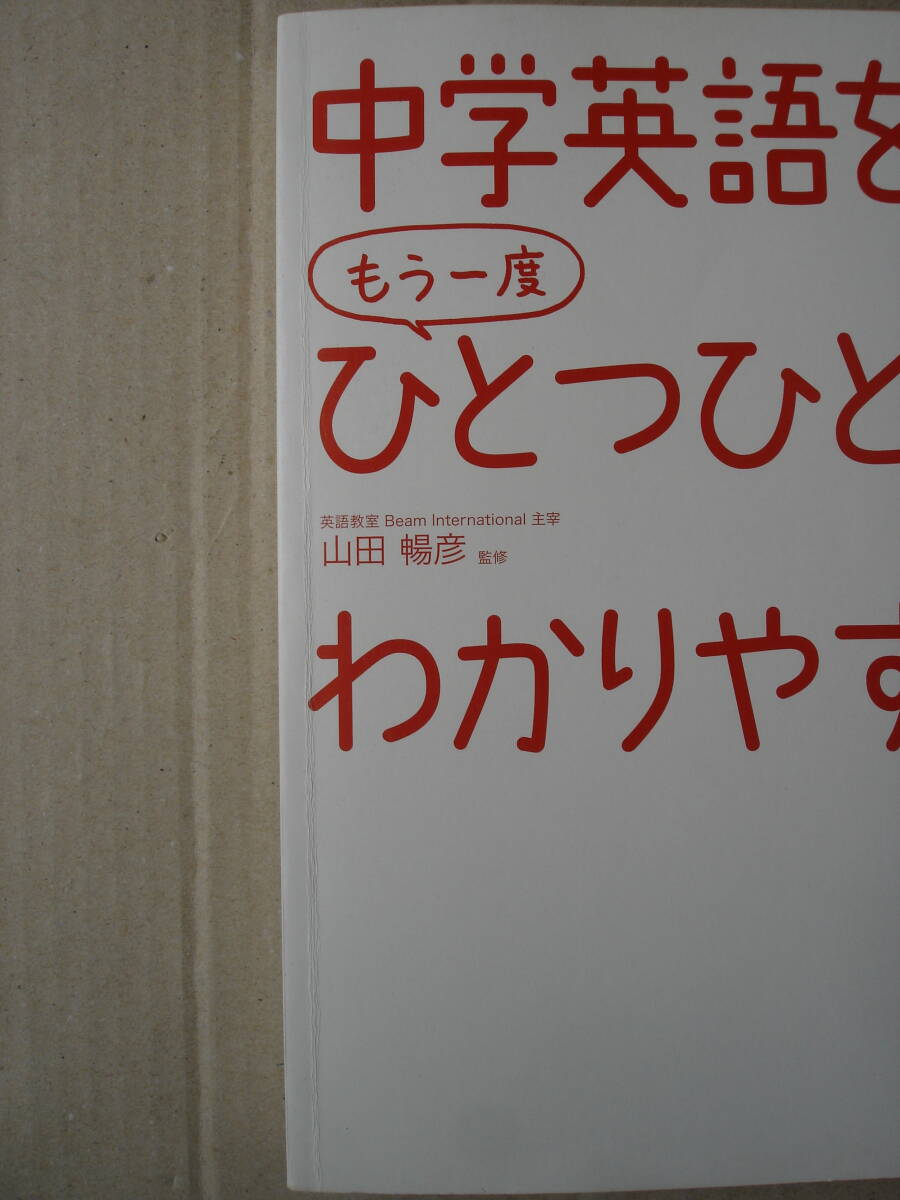 中学英語を
もう一度
ひとつひと
英語教室 Beam International 主宰
山田 暢彦 監修
わかりやす